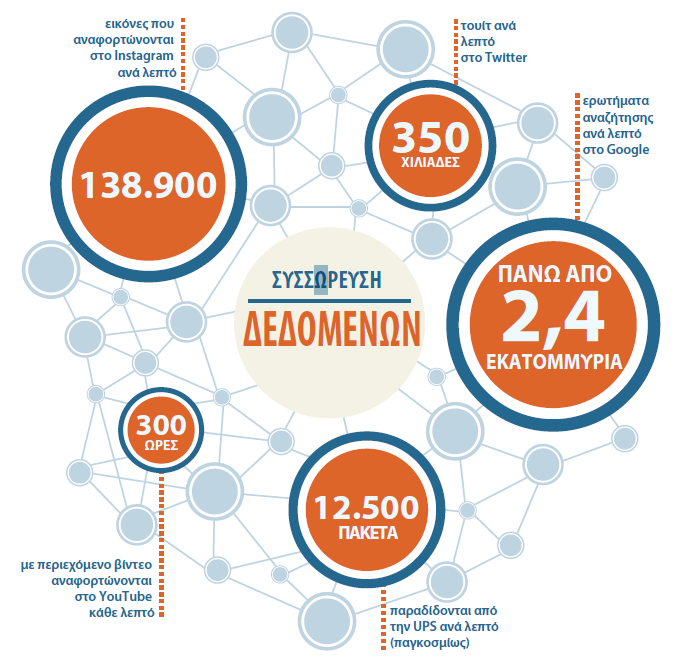 εικόνες που
αναφορτώνονται
στο Instagram
ανά λεπτό
138.900
τουίτ ανά
λεπτό
στο Twitter
350
ΧΙΛΙΑΔΕΣ
ερωτήματα
αναζήτησης
ανά λεπτό
στο Google
ΠΑΝΩ ΑΠΟ
2,4
ΕΚΑΤΟΜΜΥΡΙΑ
ΣΥΣΣΩΡΕΥΣΗ
ΔΕΔΟΜΕΝΩΝ
300
ΩΡΕΣ
με περιεχόμενο βίντεο
αναφορτώνονται
στο YouTube
κάθε λεπτό
12.500
ΠΑΚΕΤΑ
παραδίδονται από
την UPS ανά λεπτό
(παγκοσμίως)